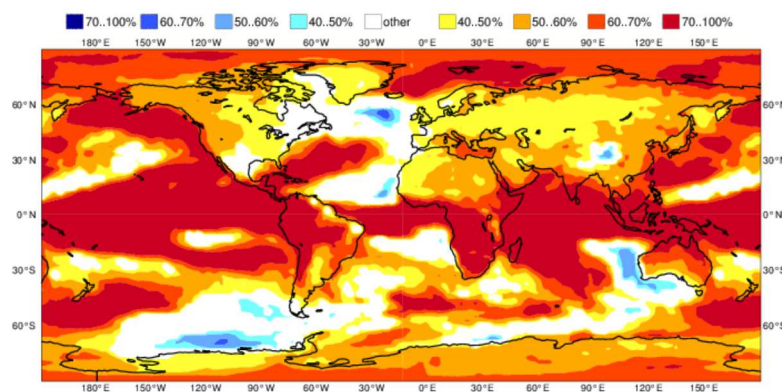 70..100% 60..70% 50..60% 40..50% other 40..50% 50..60% 60..70% 70..100%
180°E 150°W 120°W 90°W 60°W 30°W 0°E 30°E 60°E 90°E 120°E 150°E
60°N 60°N
30°N 30°N
0°N 0°N
30°S 30°S
60°S 60°S
180°E 150°W 120°W 90°W 60°W 30°W 0°E 30°E 60°E 90°E 120°E 150°E